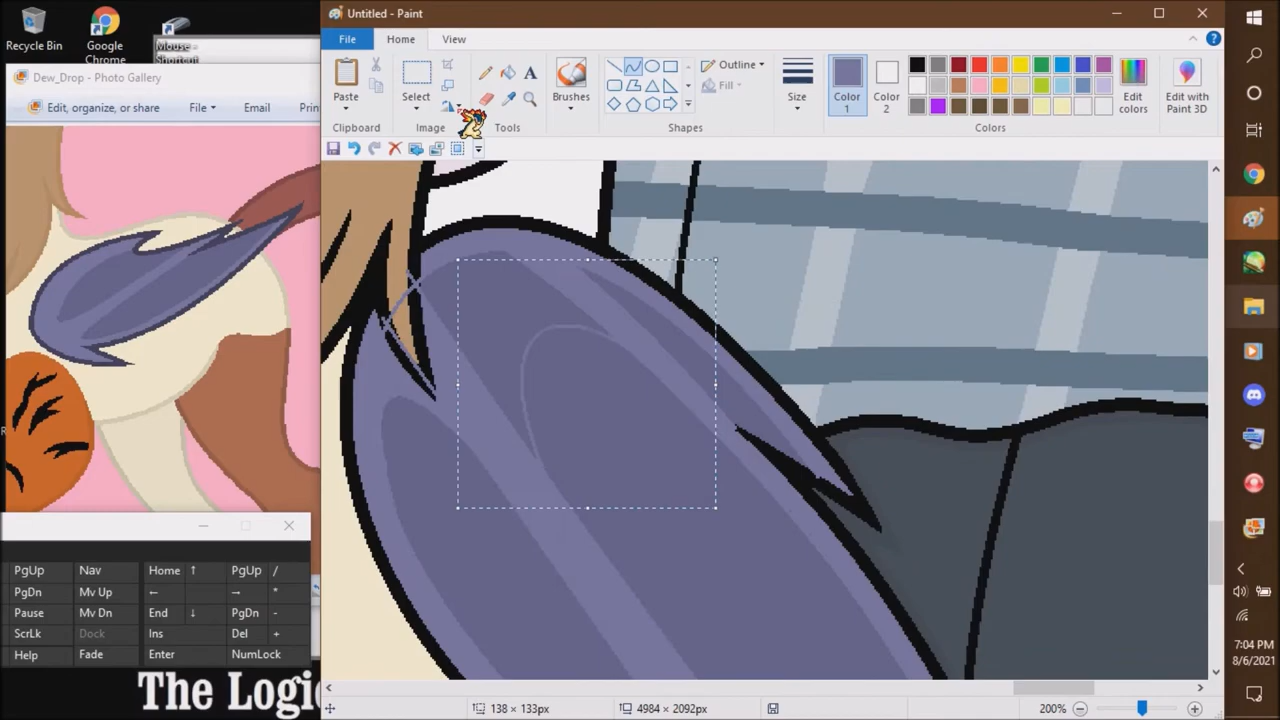 Untitled - Paint
Recycle Bin
Google
Chrome
Mouse -
Shortcut
File
Home
View
Dew_Drop - Photo Gallery
Edit, organize, or share
File
Email
Prin
Paste
Select
Brushes
Outline
Fill
Size
Color
1
Color
2
Edit
colors
Edit with
Paint 3D
Clipboard
Image
Tools
Shapes
Colors
PgUp
Nav
Home
↑
PgUp
/
PgDn
Mv Up
←
→
*
Pause
Mv Dn
End
↓
PgDn
-
ScrLk
Dock
Ins
Del
+
Help
Fade
Enter
NumLock
The Logic
138 × 133px
4984 × 2092px
200%
7:04 PM
8/6/2021